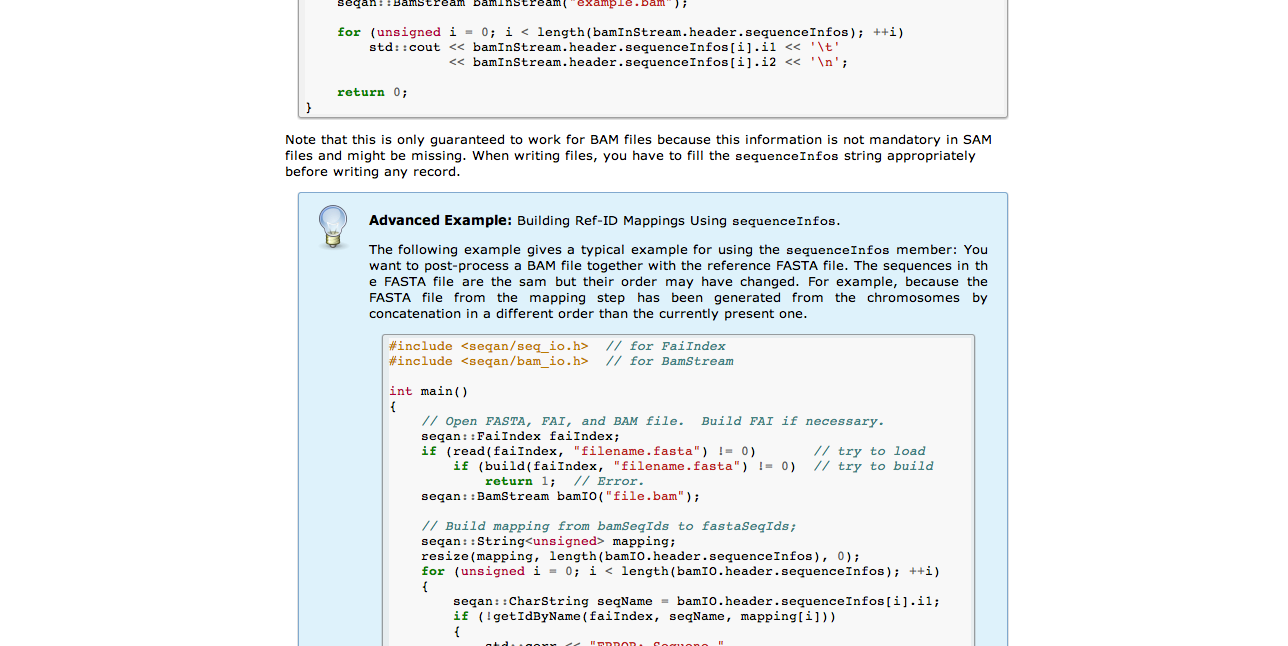 seqan::BamStream bamInStream("example.bam");
for (unsigned i = 0; i < length(bamInStream.header.sequenceInfos); ++i)
std::cout << bamInStream.header.sequenceInfos[i].i1 << '\t'
<< bamInStream.header.sequenceInfos[i].i2 << '\n';
return 0;
}
Note that this is only guaranteed to work for BAM files because this information is not mandatory in SAM
files and might be missing. When writing files, you have to fill the sequenceInfos string appropriately
before writing any record.
Advanced Example: Building Ref-ID Mappings Using sequenceInfos.
The following example gives a typical example for using the sequenceInfos member: You
want to post-process a BAM file together with the reference FASTA file. The sequences in th
e FASTA file are the sam but their order may have changed. For example, because the
FASTA file from the mapping step has been generated from the chromosomes by
concatenation in a different order than the currently present one.
#include <seqan/seq_io.h>  // for FaiIndex
#include <seqan/bam_io.h>  // for BamStream
int main()
{
// Open FASTA, FAI, and BAM file.  Build FAI if necessary.
seqan::FaiIndex faiIndex;
if (read(faiIndex, "filename.fasta") != 0)       // try to load
if (build(faiIndex, "filename.fasta") != 0)  // try to build
return 1;  // Error.
seqan::BamStream bamIO("file.bam");
// Build mapping from bamSeqIds to fastaSeqIds;
seqan::String<unsigned> mapping;
resize(mapping, length(bamIO.header.sequenceInfos), 0);
for (unsigned i = 0; i < length(bamIO.header.sequenceInfos); ++i)
{
seqan::CharString seqName = bamIO.header.sequenceInfos[i].i1;
if (!getIdByName(faiIndex, seqName, mapping[i]))
{
std::cerr << "ERROR: Sequence "